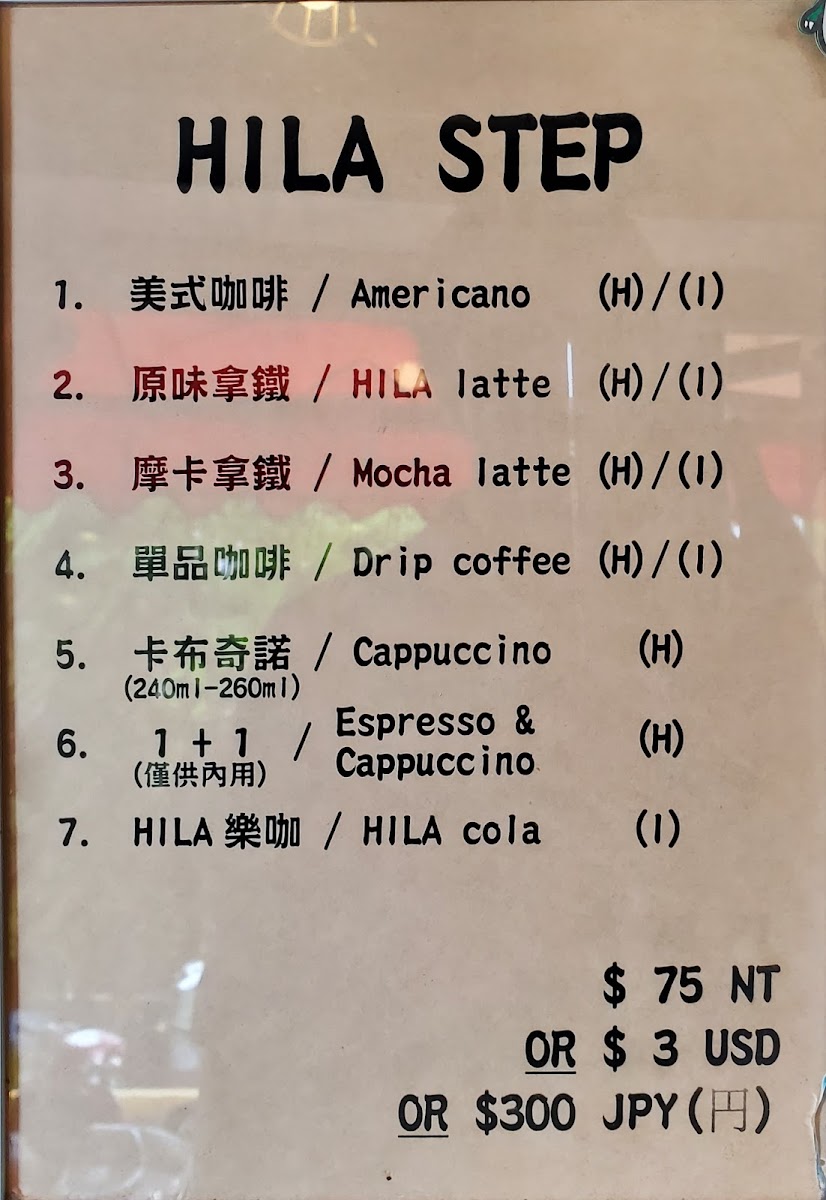 HILA STEP
1. 美式咖啡 / Americano (H)/(I)
2. 原味拿鐵 / HILA latte (H)/(I)
3. 摩卡拿鐵 / Mocha latte (H)/(I)
4. 單品咖啡 / Drip coffee (H)/(I)
5. 卡布奇諾 / Cappuccino (H)
(240ml-260ml)
6. 1 + 1 / Espresso & Cappuccino (H)
(僅供內用)
7. HILA 樂咖 / HILA cola (I)
$ 75 NT
OR $ 3 USD
OR $300 JPY(円)